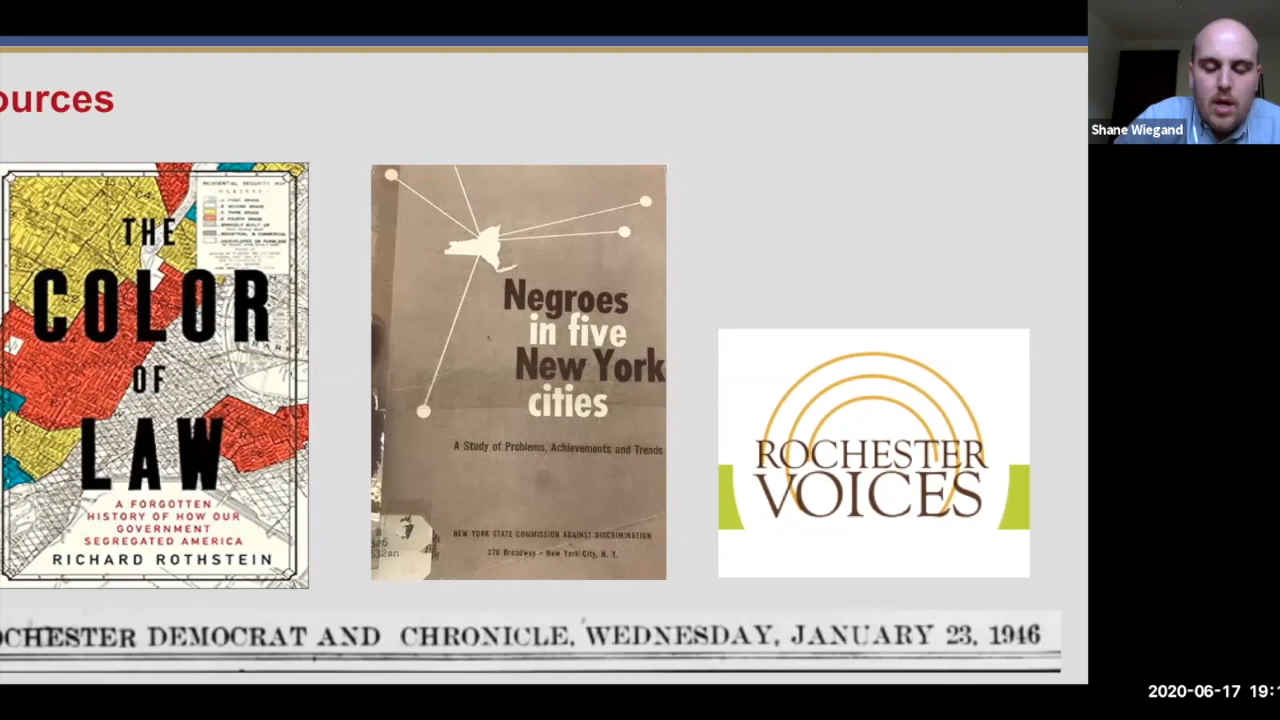 ources
Shane Wiegand
THE
COLOR
OF
LAW
A FORGOTTEN
HISTORY OF HOW OUR
GOVERNMENT
SEGREGATED AMERICA
RICHARD ROTHSTEIN
Negroes
in five
New York
cities
A Study of Problems, Achievements and Trends
NEW YORK STATE COMMISSION AGAINST DISCRIMINATION
270 Broadway - New York City, N. Y.
ROCHESTER
VOICES
OCHESTER DEMOCRAT AND CHRONICLE, WEDNESDAY, JANUARY 23, 1946
2020-06-17 19:1